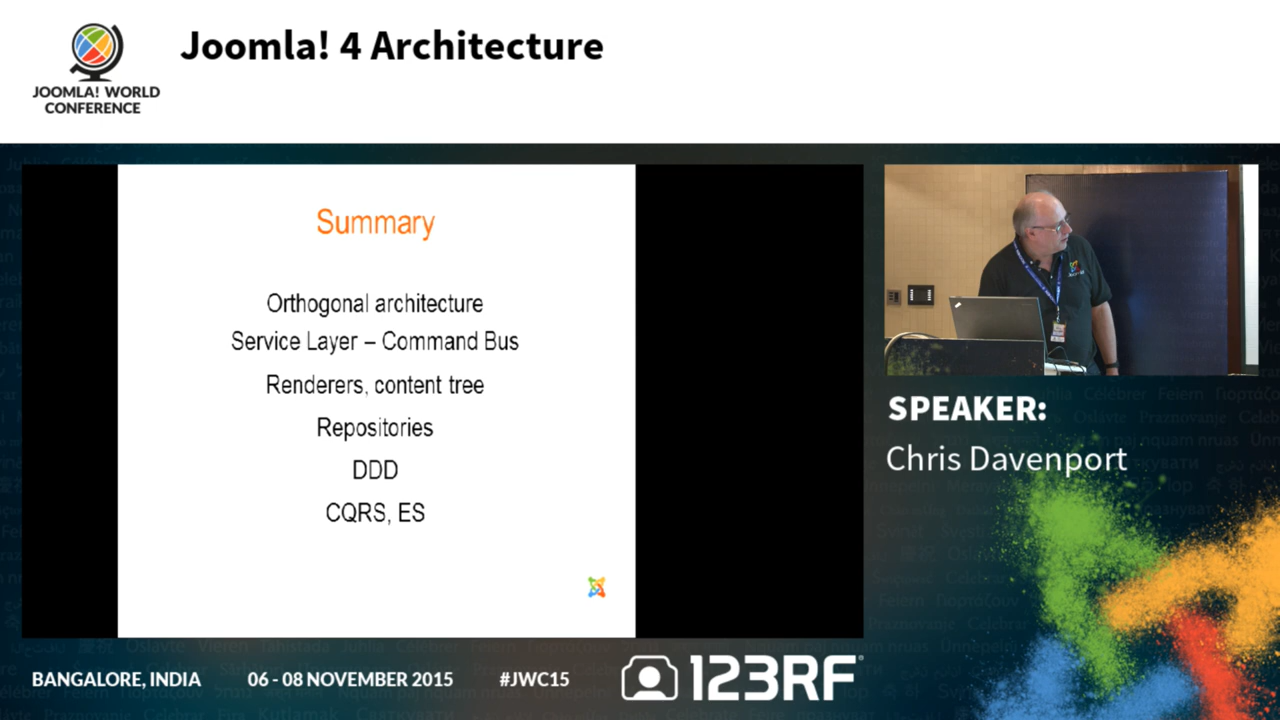 Joomla! 4 Architecture
JOOMLA! WORLD
CONFERENCE
Summary
Orthogonal architecture
Service Layer – Command Bus
Renderers, content tree
Repositories
DDD
CQRS, ES
SPEAKER:
Chris Davenport
BANGALORE, INDIA
06 - 08 NOVEMBER 2015
#JWC15
123RF